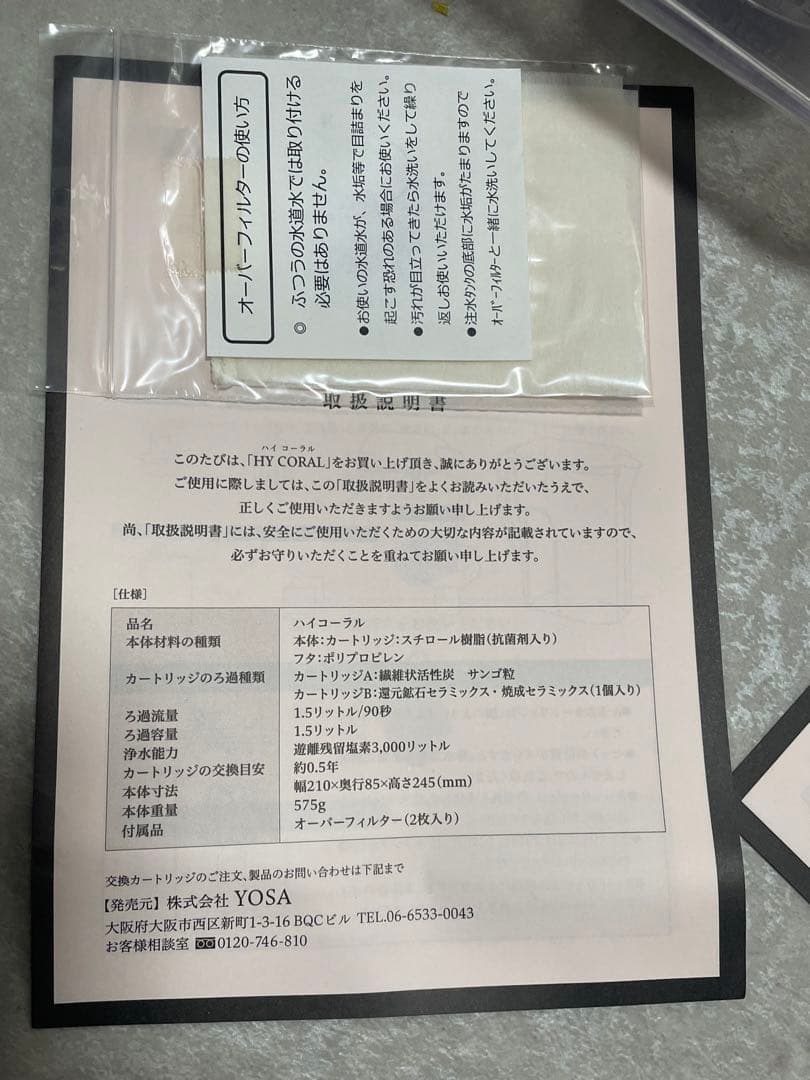 オーバーフィルターの使い方
◎ ふつうの水道水では取り付ける
必要はありません。
●お使いの水道水が、水垢等で目詰まりを
起こす恐れのある場合にお使いください。
●汚れが目立ってきたら水洗いをして繰り
返しお使いいただけます。
●注水タンクの底部に水垢がたまりますので
オーバーフィルターと一緒に水洗いしてください。
取扱説明書
ハイ コーラル
このたびは、「HY CORAL」をお買い上げ頂き、誠にありがとうございます。
ご使用に際しましては、この「取扱説明書」をよくお読みいただいたうえで、
正しくご使用いただきますようお願い申し上げます。
尚、「取扱説明書」には、安全にご使用いただくための大切な内容が記載されていますので、
必ずお守りいただくことを重ねてお願い申し上げます。
［仕様］
品名 ハイコーラル
本体材料の種類 本体：カートリッジ：スチロール樹脂（抗菌剤入り）
フタ：ポリプロピレン
カートリッジのろ過種類 カートリッジA：繊維状活性炭 サンゴ粒
カートリッジB：還元鉱石セラミックス・焼成セラミックス（1個入り）
ろ過流量 1.5リットル/90秒
ろ過容量 1.5リットル
浄水能力 遊離残留塩素3,000リットル
カートリッジの交換目安 約0.5年
本体寸法 幅210×奥行85×高さ245（mm）
本体重量 575g
付属品 オーバーフィルター（2枚入り）
交換カートリッジのご注文、製品のお問い合わせは下記まで
【発売元】株式会社 YOSA
大阪府大阪市西区新町1-3-16 BQCビル TEL.06-6533-0043
お客様相談室 0120-746-810